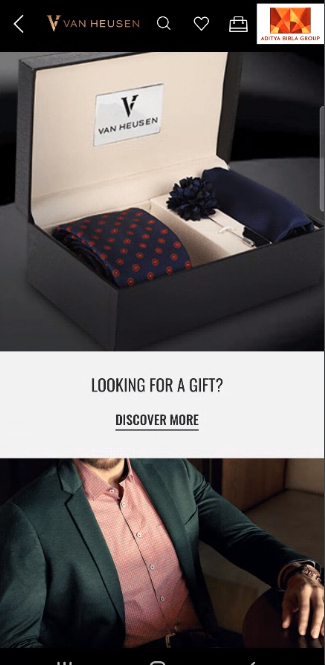 VAN HEUSEN
ADITYA BIRLA GROUP
VAN HEUSEN
LOOKING FOR A GIFT?
DISCOVER MORE